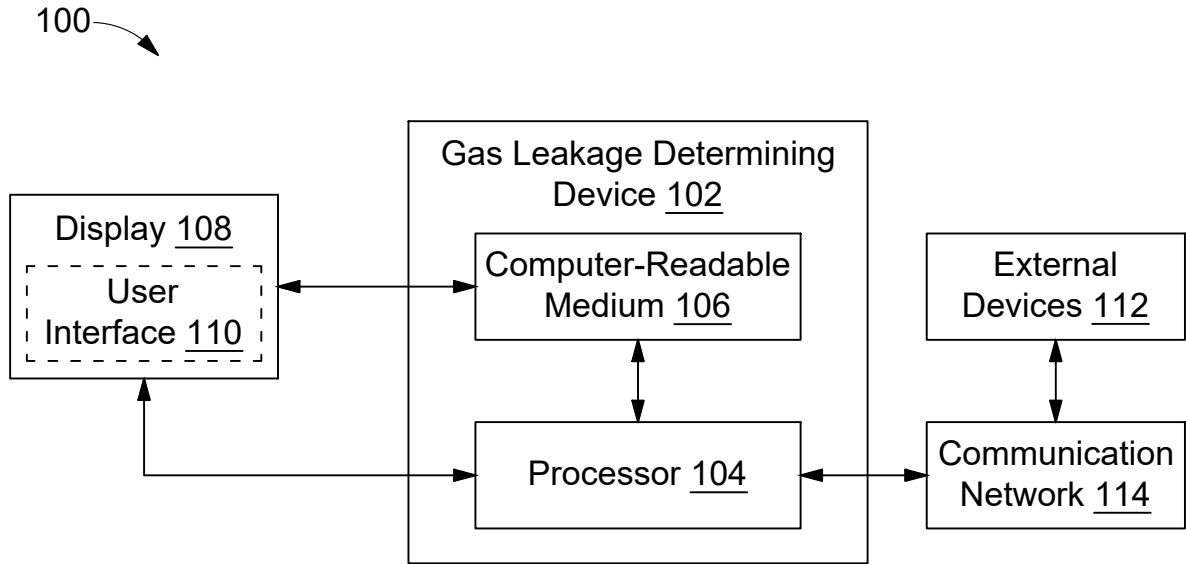 100
Gas Leakage Determining
Device 102
Display 108
User
Interface 110
Computer-Readable
Medium 106
External
Devices 112
Processor 104
Communication
Network 114